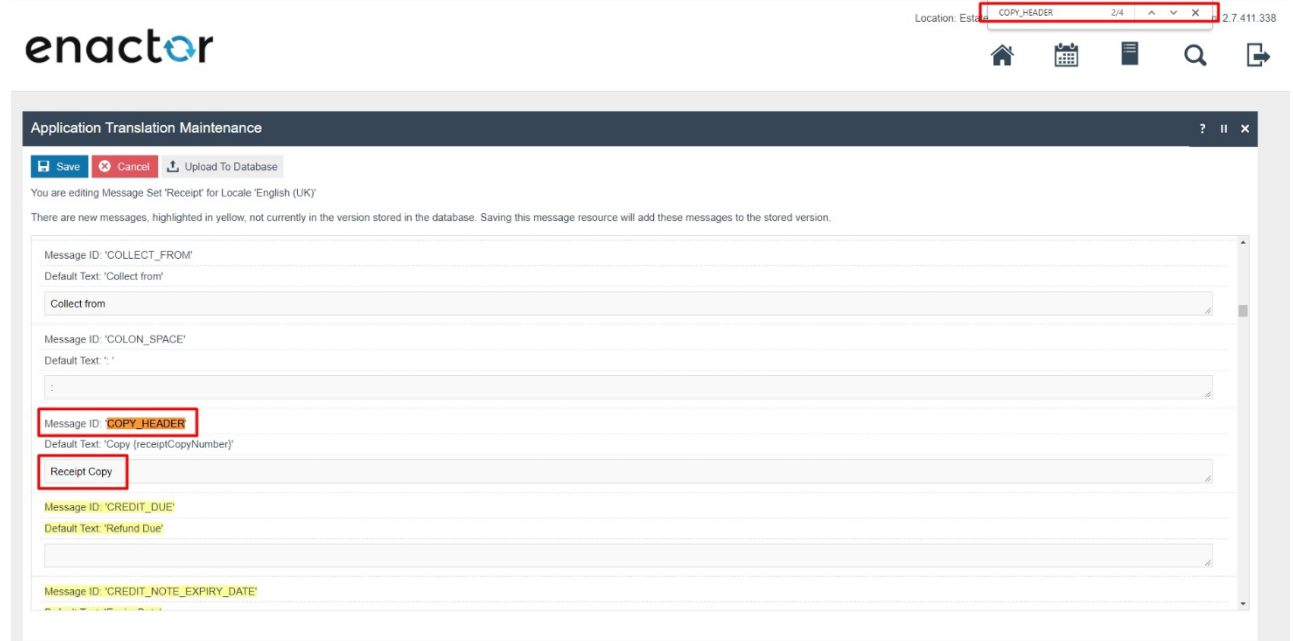 Location: Estate
COPY_HEADER 2/4
2.7.411.338
enactor
Application Translation Maintenance
? II ×
Save Cancel Upload To Database
You are editing Message Set 'Receipt' for Locale 'English (UK)'
There are new messages, highlighted in yellow, not currently in the version stored in the database. Saving this message resource will add these messages to the stored version.
Message ID: 'COLLECT_FROM'
Default Text: 'Collect from'
Collect from
Message ID: 'COLON_SPACE'
Default Text: ': '
:
Message ID: 'COPY_HEADER'
Default Text: 'Copy {receiptCopyNumber}'
Receipt Copy
Message ID: 'CREDIT_DUE'
Default Text: 'Refund Due'
Message ID: 'CREDIT_NOTE_EXPIRY_DATE'